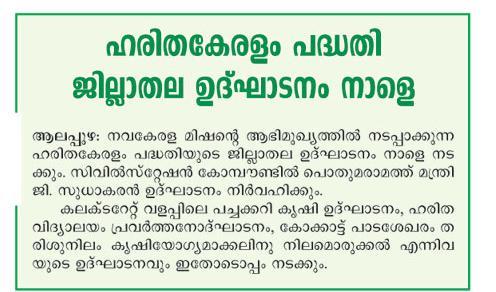 ഹരിതകേരളം പദ്ധതി
ജില്ലാതല ഉദ്ഘാടനം നാളെ
ആലപ്പുഴ: നവകേരള മിഷന്റെ ആഭിമുഖ്യത്തിൽ നടപ്പാക്കുന്ന
ഹരിതകേരളം പദ്ധതിയുടെ ജില്ലാതല ഉദ്ഘാടനം നാളെ നട
ക്കും. സിവിൽസ്റ്റേഷൻ കോമ്പൗണ്ടിൽ പൊതുമരാമത്ത് മന്ത്രി
ജി. സുധാകരൻ ഉദ്ഘാടനം നിർവഹിക്കും.
കലക്ടറേറ്റ് വളപ്പിലെ പച്ചക്കറി കൃഷി ഉദ്ഘാടനം, ഹരിത
വിദ്യാലയം പ്രവർത്തനോദ്ഘാടനം, കോക്കാട്ട് പാടശേഖരം ത
രിശുനിലം കൃഷിയോഗ്യമാക്കലിനു നിലമൊരുക്കൽ എന്നിവ
യുടെ ഉദ്ഘാടനവും ഇതോടൊപ്പം നടക്കും.